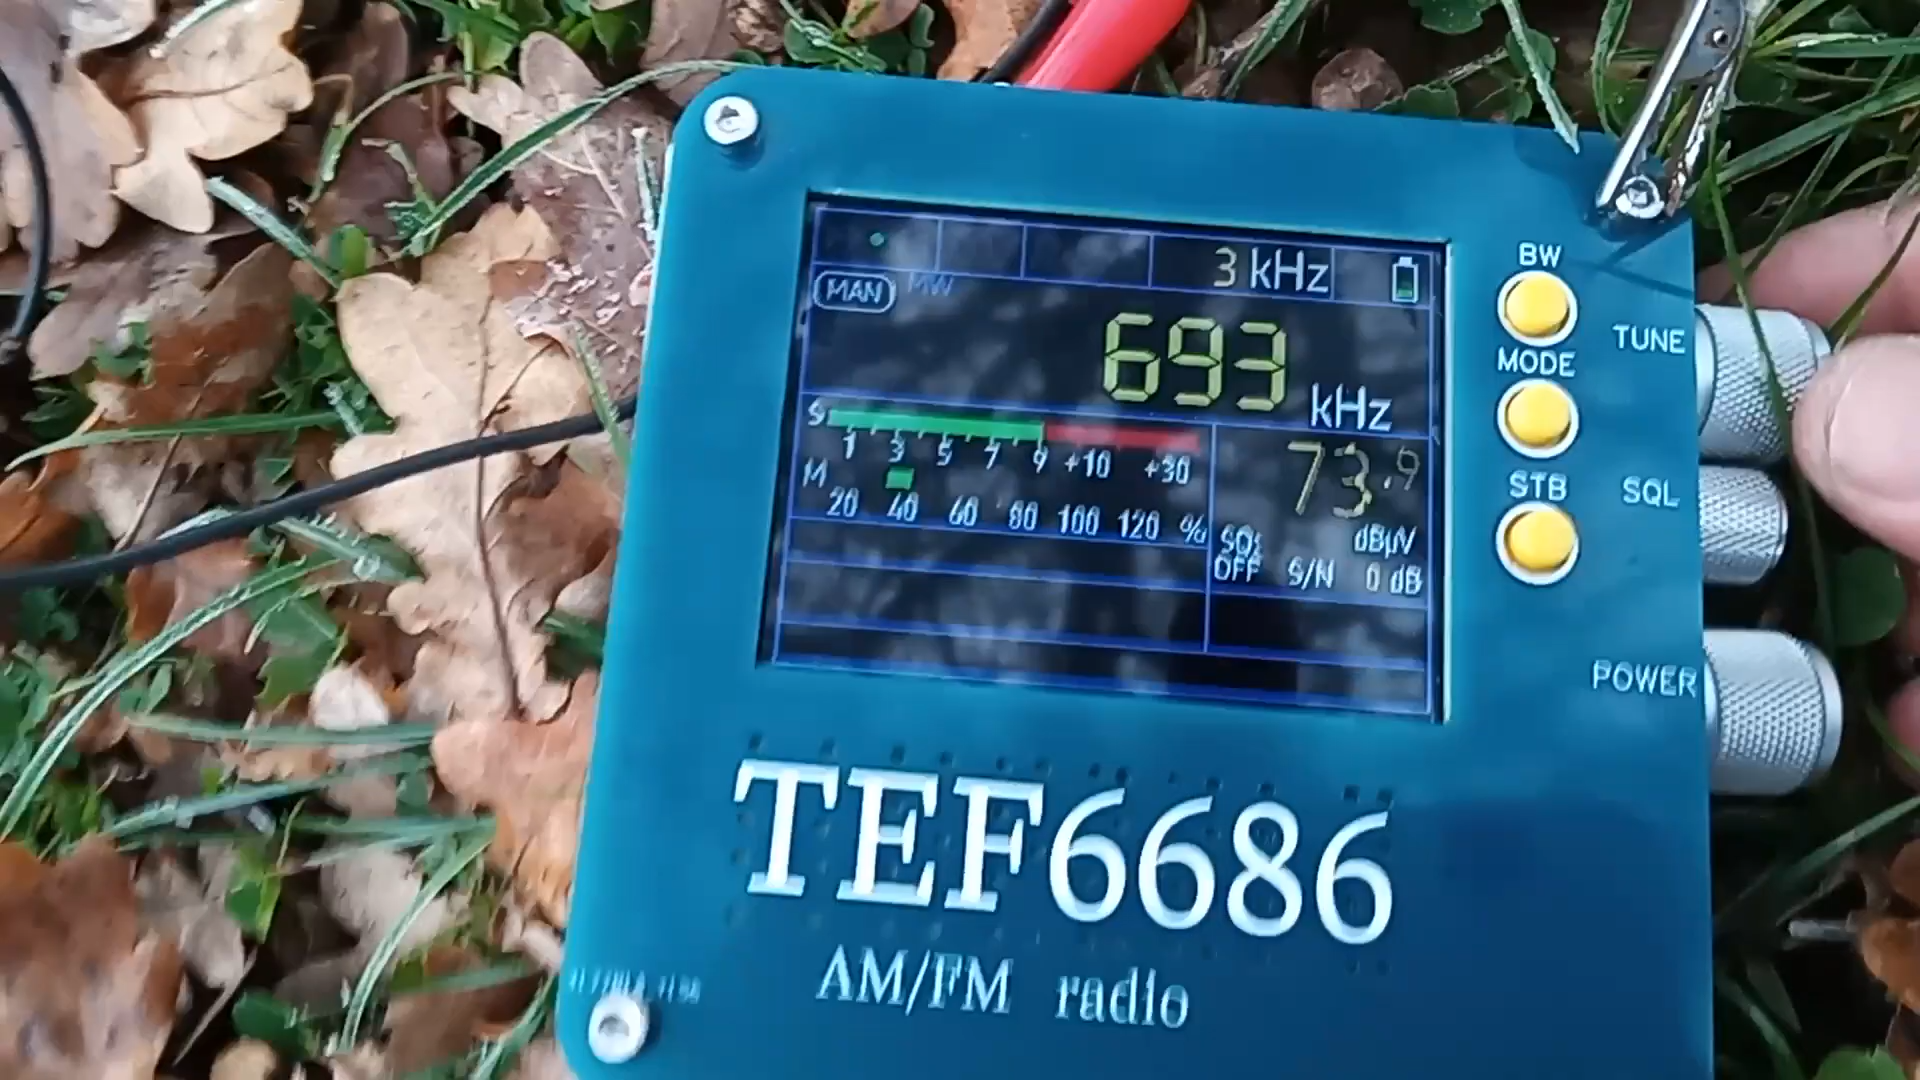 3 kHz
MAN MW
693 kHz
S
1 3 5 7 9 +10 +30
M
20 40 60 80 100 120 %
73.9
SQ: dBµV
OFF S/N 0 dB
BW
TUNE
MODE
STB SQL
POWER
TEF6686
AM/FM radio